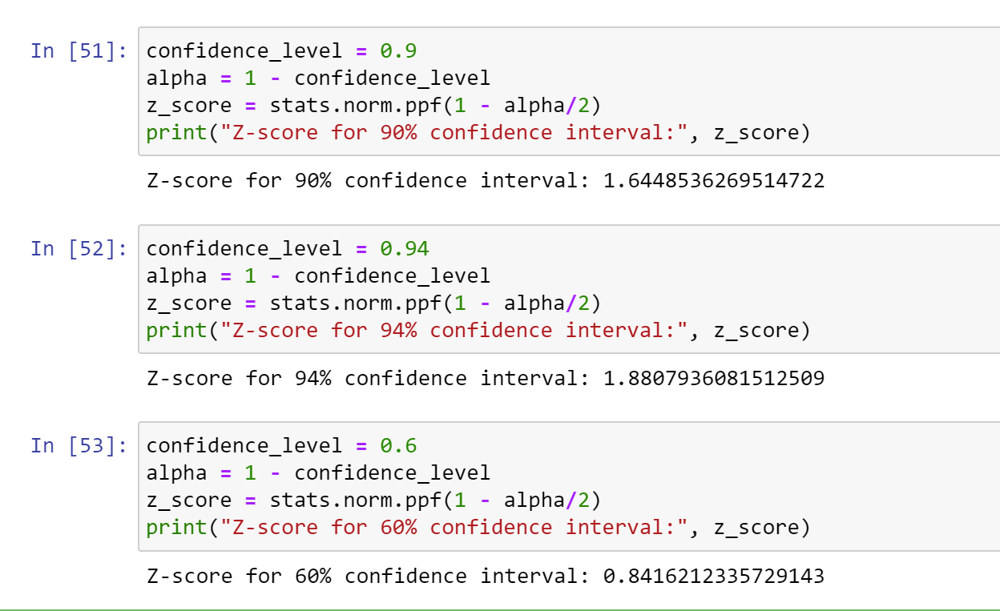 In [51]: confidence_level = 0.9
alpha = 1 - confidence_level
z_score = stats.norm.ppf(1 - alpha/2)
print("Z-score for 90% confidence interval:", z_score)
Z-score for 90% confidence interval: 1.6448536269514722
In [52]: confidence_level = 0.94
alpha = 1 - confidence_level
z_score = stats.norm.ppf(1 - alpha/2)
print("Z-score for 94% confidence interval:", z_score)
Z-score for 94% confidence interval: 1.8807936081512509
In [53]: confidence_level = 0.6
alpha = 1 - confidence_level
z_score = stats.norm.ppf(1 - alpha/2)
print("Z-score for 60% confidence interval:", z_score)
Z-score for 60% confidence interval: 0.8416212335729143